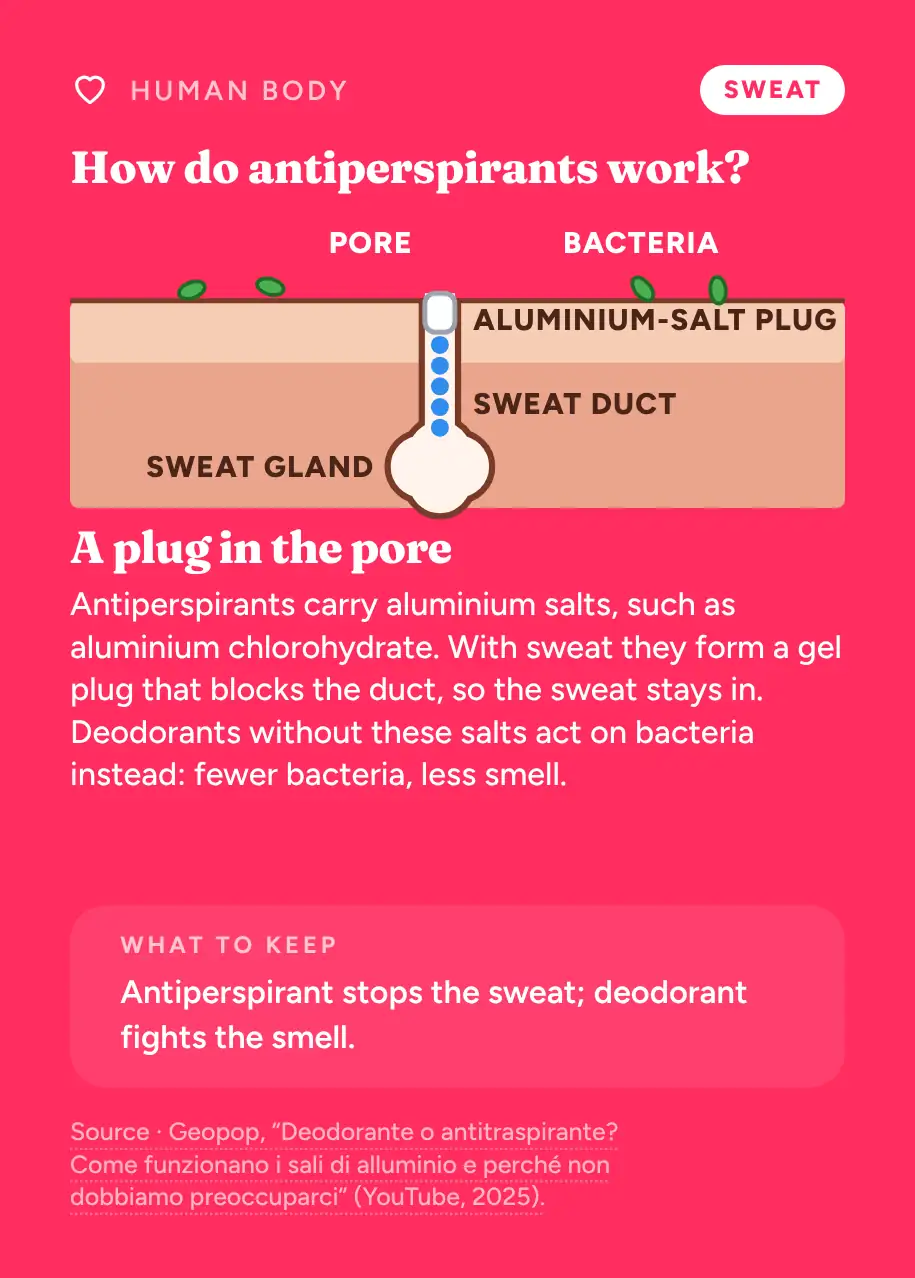 HUMAN BODY
SWEAT
How do antiperspirants work?
PORE
BACTERIA
ALUMINIUM-SALT PLUG
SWEAT DUCT
SWEAT GLAND
A plug in the pore
Antiperspirants carry aluminium salts, such as
aluminium chlorohydrate. With sweat they form a gel
plug that blocks the duct, so the sweat stays in.
Deodorants without these salts act on bacteria
instead: fewer bacteria, less smell.
WHAT TO KEEP
Antiperspirant stops the sweat; deodorant
fights the smell.
Source · Geopop, “Deodorante o antitraspirante?
Come funzionano i sali di alluminio e perché non
dobbiamo preoccuparci” (YouTube, 2025).